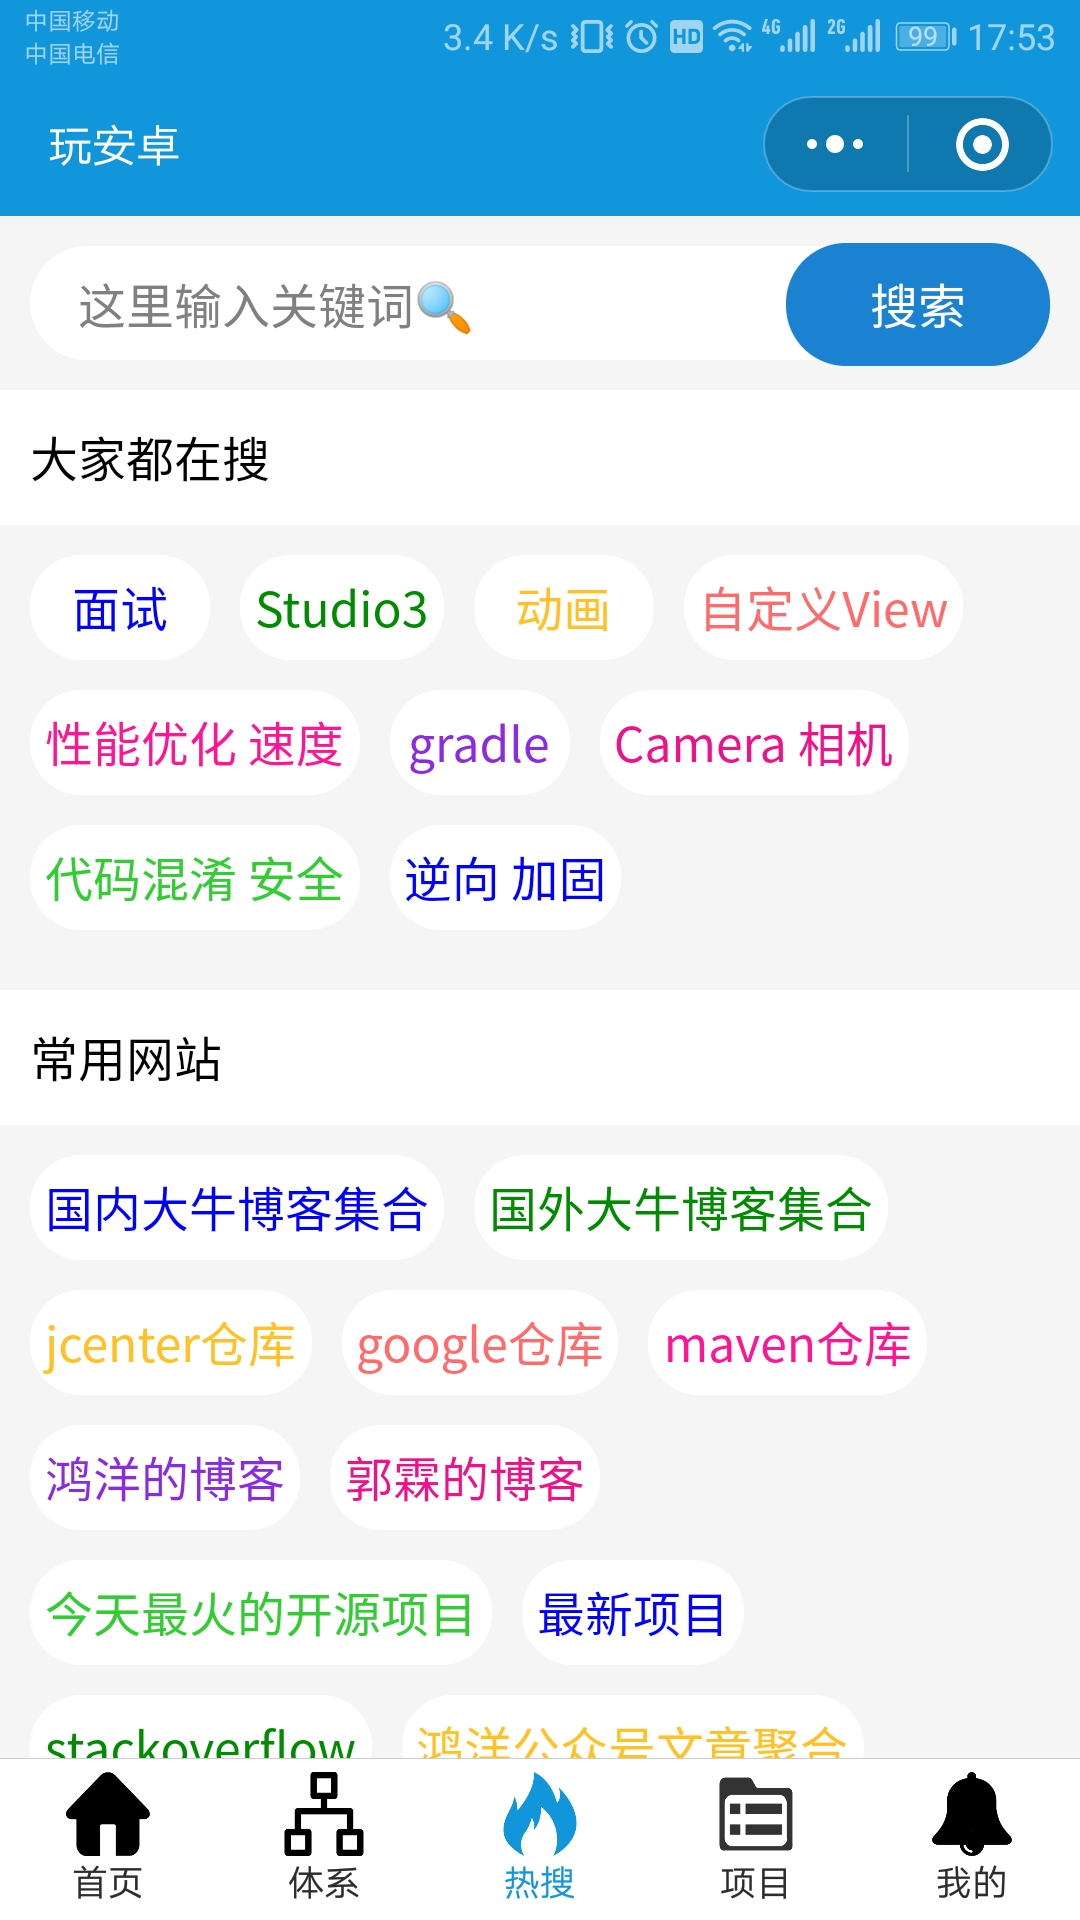 中国移动
中国电信
3.4 K/s HD 4G 2G 99 17:53
玩安卓
这里输入关键词🔍 搜索
大家都在搜
面试 Studio3 动画 自定义View
性能优化 速度 gradle Camera 相机
代码混淆 安全 逆向 加固
常用网站
国内大牛博客集合 国外大牛博客集合
jcenter仓库 google仓库 maven仓库
鸿洋的博客 郭霖的博客
今天最火的开源项目 最新项目
stackoverflow 鸿洋公众号文章聚合
首页 体系 热搜 项目 我的